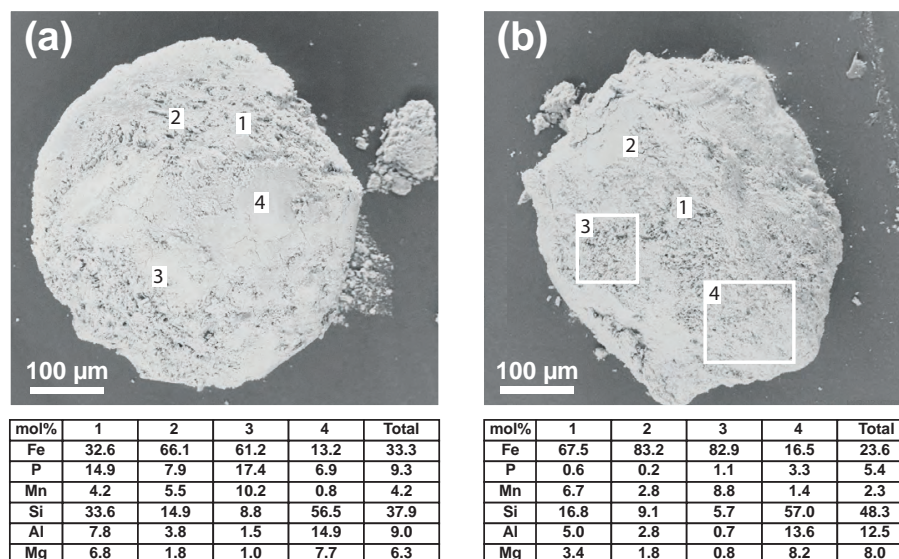 (a)
2
1
4
3
100 μm
mol% 1 2 3 4 Total
Fe 32.6 66.1 61.2 13.2 33.3
P 14.9 7.9 17.4 6.9 9.3
Mn 4.2 5.5 10.2 0.8 4.2
Si 33.6 14.9 8.8 56.5 37.9
Al 7.8 3.8 1.5 14.9 9.0
Mg 6.8 1.8 1.0 7.7 6.3
(b)
2
1
3
4
100 μm
mol% 1 2 3 4 Total
Fe 67.5 83.2 82.9 16.5 23.6
P 0.6 0.2 1.1 3.3 5.4
Mn 6.7 2.8 8.8 1.4 2.3
Si 16.8 9.1 5.7 57.0 48.3
Al 5.0 2.8 0.7 13.6 12.5
Mg 3.4 1.8 0.8 8.2 8.0